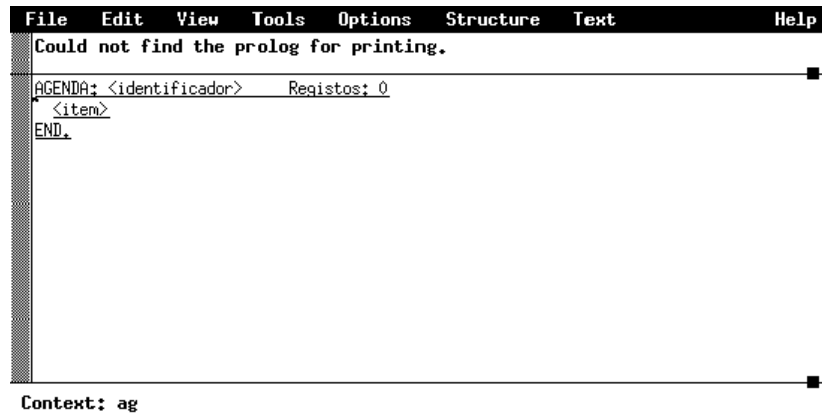 File Edit View Tools Options Structure Text Help
Could not find the prolog for printing.
AGENDA: <identificador> Registos: 0
<item>
END.
Context: ag